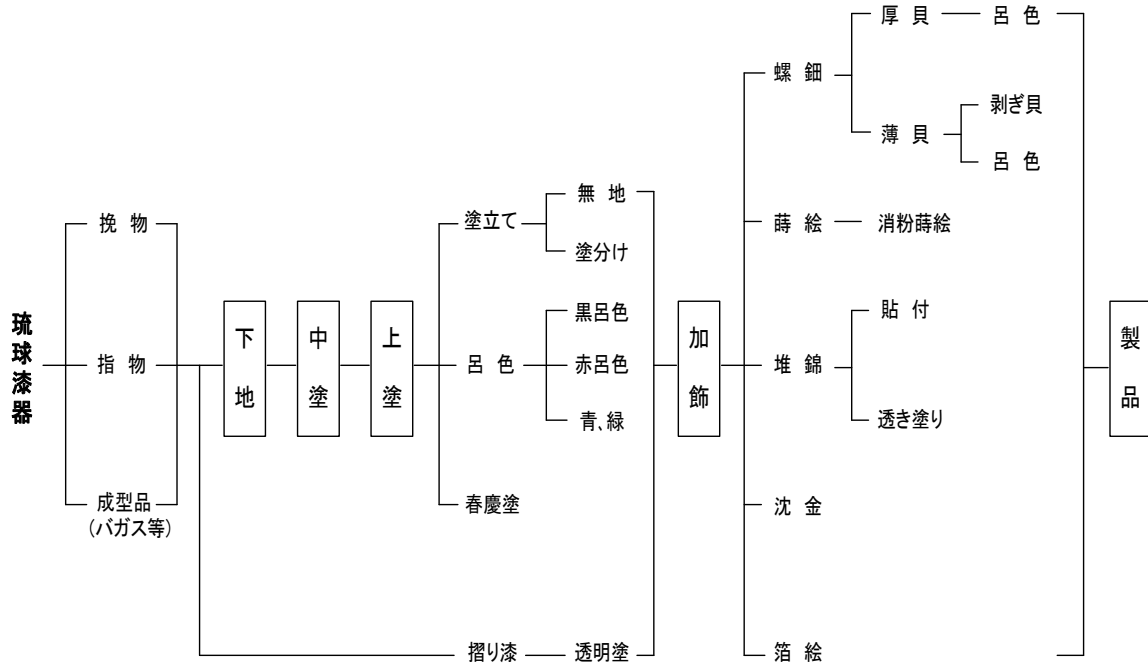 琉球漆器
挽物
指物
成型品
(バガス等)
下地
中塗
上塗
塗立て
無地
塗分け
呂色
黒呂色
赤呂色
青、緑
春慶塗
摺り漆
透明塗
加飾
螺鈿
厚貝
呂色
薄貝
剥ぎ貝
呂色
蒔絵
消粉蒔絵
堆錦
貼付
透き塗り
沈金
箔絵
製品